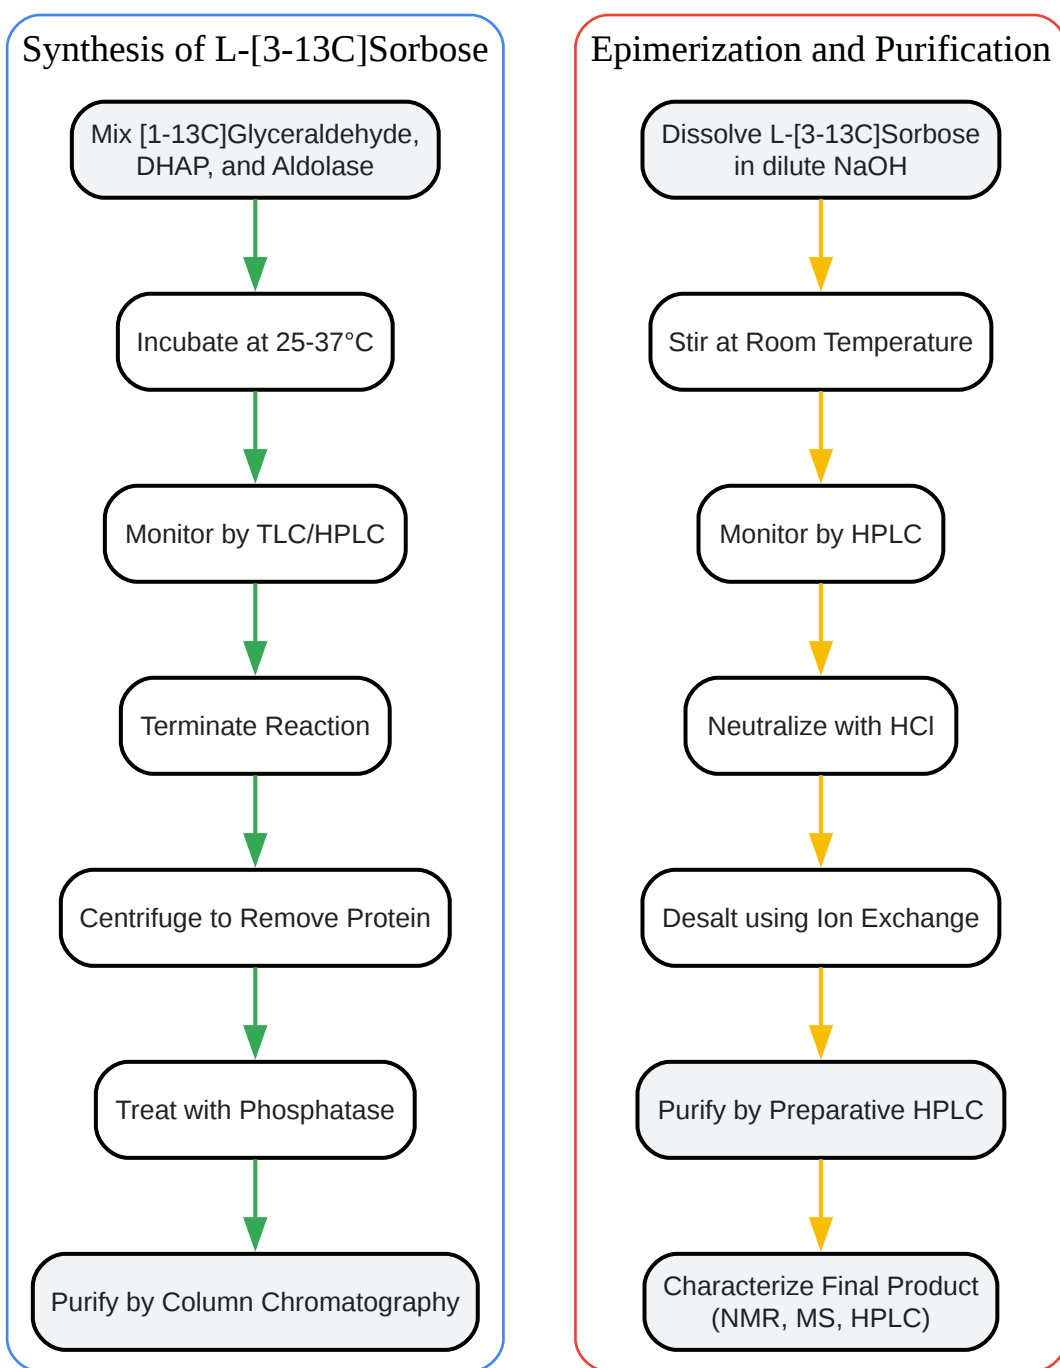 Synthesis of L-[3-13C]Sorbose
Mix [1-13C]Glyceraldehyde,
DHAP, and Aldolase
Incubate at 25-37°C
Monitor by TLC/HPLC
Terminate Reaction
Centrifuge to Remove Protein
Treat with Phosphatase
Purify by Column Chromatography
Epimerization and Purification
Dissolve L-[3-13C]Sorbose
in dilute NaOH
Stir at Room Temperature
Monitor by HPLC
Neutralize with HCl
Desalt using Ion Exchange
Purify by Preparative HPLC
Characterize Final Product
(NMR, MS, HPLC)